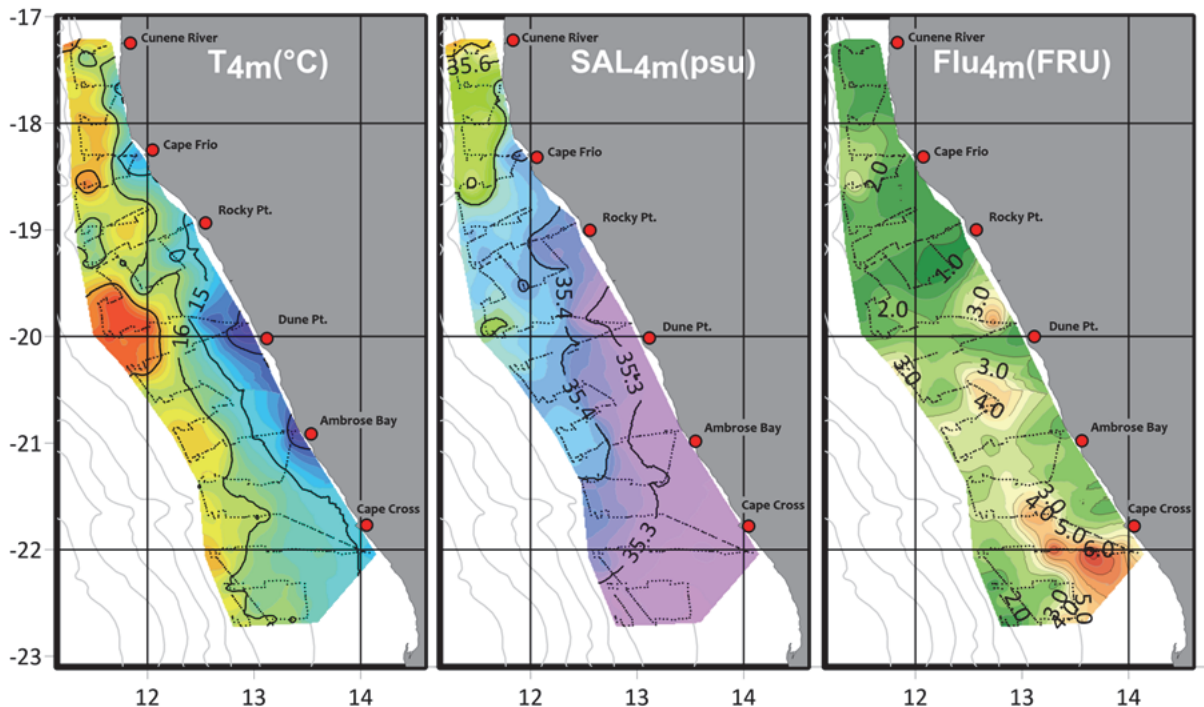 T4m(°C)
Cunene River
Cape Frio
Rocky Pt.
Dune Pt.
Ambrose Bay
Cape Cross
15
16
-17
-18
-19
-20
-21
-22
-23
12
13
14
SAL4m(psu)
Cunene River
Cape Frio
Rocky Pt.
Dune Pt.
Ambrose Bay
Cape Cross
35.6
35.4
35.3
35.4
35.3
12
13
14
Flu4m(FRU)
Cunene River
Cape Frio
Rocky Pt.
Dune Pt.
Ambrose Bay
Cape Cross
2.0
1.0
2.0
3.0
3.0
3.0
4.0
3.0
4.0
5.0
6.0
2.0
3.0
4.0
5.0
12
13
14